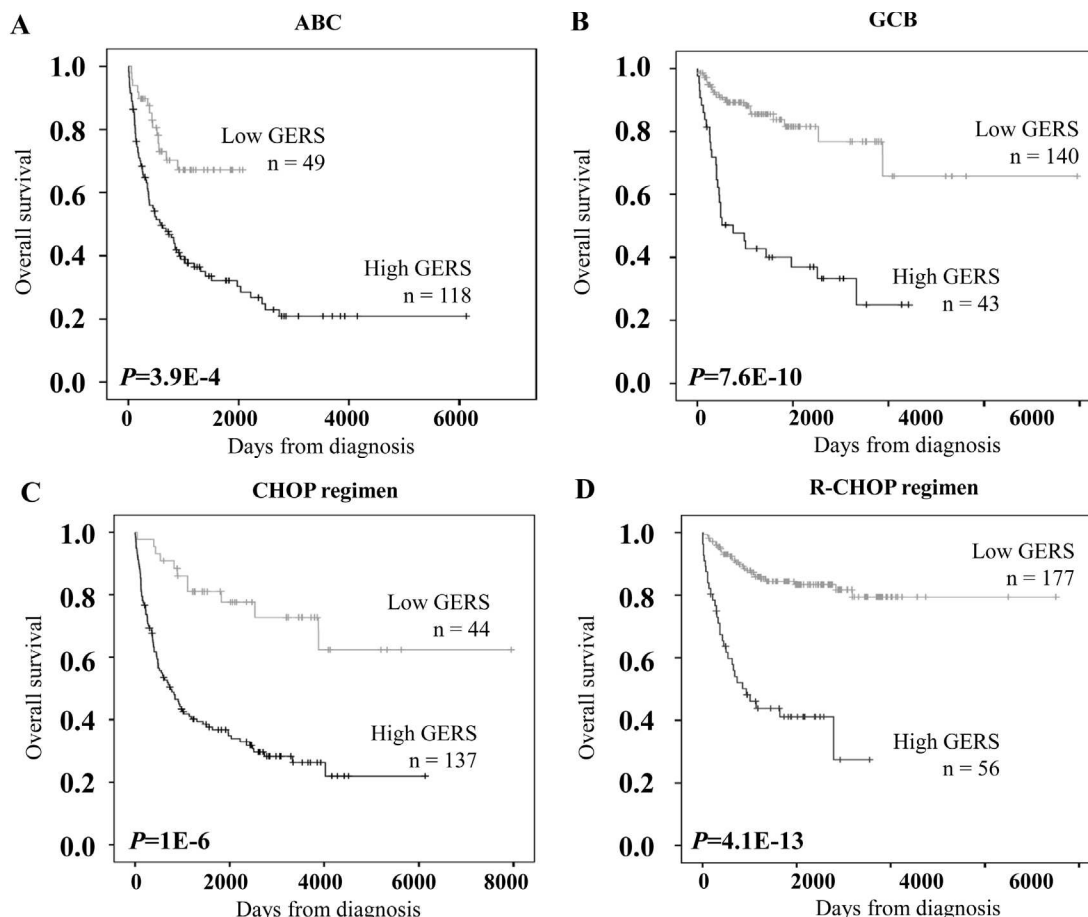 A
ABC
Overall survival
1.0
0.8
0.6
0.4
0.2
0.0
Low GERS
n = 49
High GERS
n = 118
P=3.9E-4
0 2000 4000 6000
Days from diagnosis
B
GCB
Overall survival
1.0
0.8
0.6
0.4
0.2
0.0
Low GERS
n = 140
High GERS
n = 43
P=7.6E-10
0 2000 4000 6000
Days from diagnosis
C
CHOP regimen
Overall survival
1.0
0.8
0.6
0.4
0.2
0.0
Low GERS
n = 44
High GERS
n = 137
P=1E-6
0 2000 4000 6000 8000
Days from diagnosis
D
R-CHOP regimen
Overall survival
1.0
0.8
0.6
0.4
0.2
0.0
Low GERS
n = 177
High GERS
n = 56
P=4.1E-13
0 2000 4000 6000
Days from diagnosis